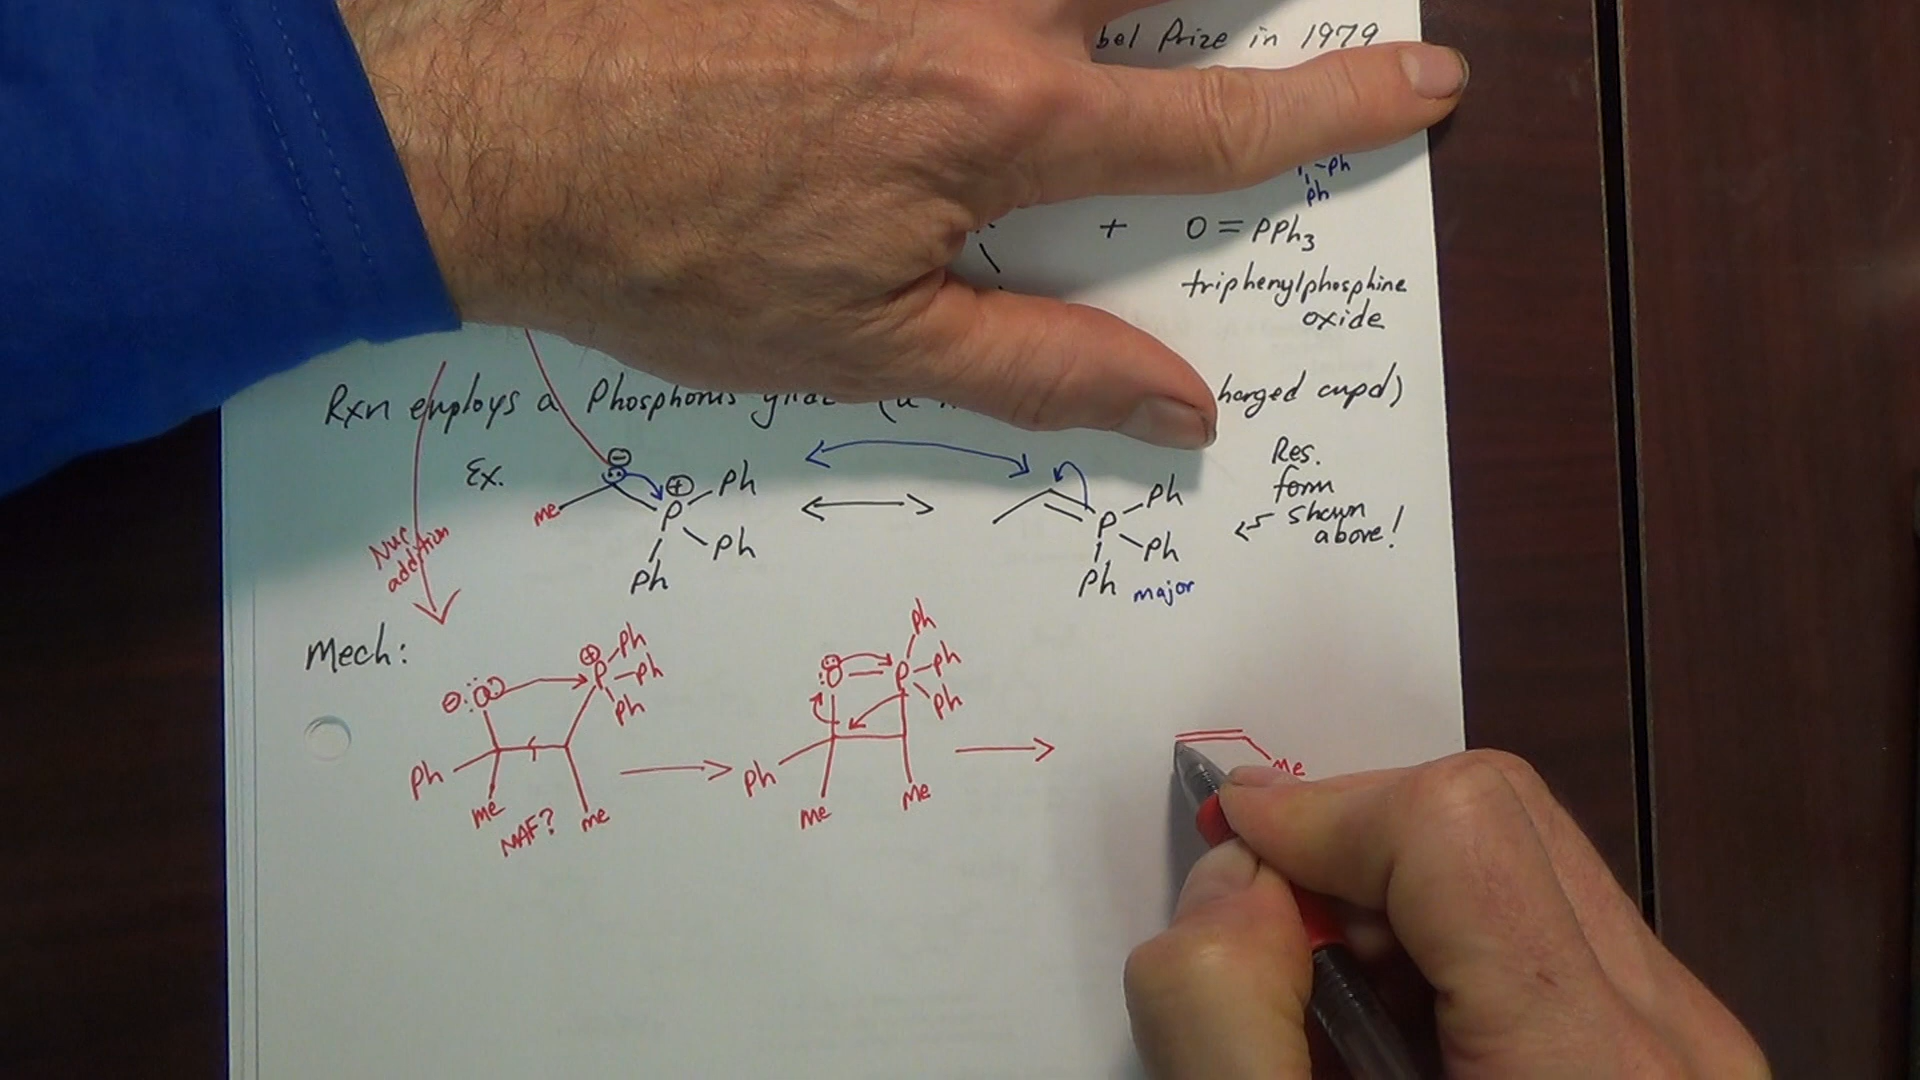 bel Prize in 1979
-ph
ph
+ O = PPh3
triphenylphosphine
oxide
Rxn employs a Phosphorus
harged cmpd)
Ex.
⊖
:
Me
⊕
P
Ph
Ph
Ph
P
Ph
Ph
Ph
major
Res.
form
shown
above!
Nuc
addition
Mech:
⊖:O:
⊕
P
Ph
Ph
Ph
Ph
Me
Me
NAF?
:O
P
Ph
Ph
Ph
Ph
Me
Me
Me